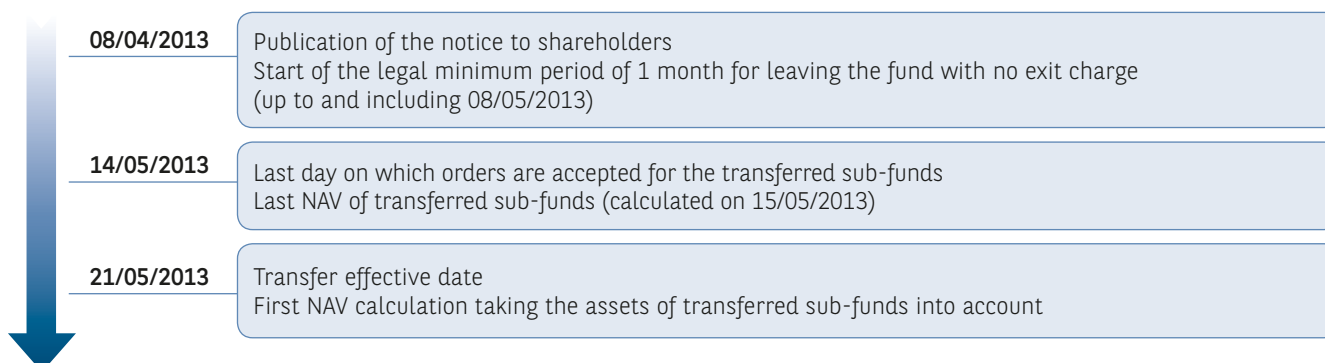 08/04/2013
Publication of the notice to shareholders
Start of the legal minimum period of 1 month for leaving the fund with no exit charge
(up to and including 08/05/2013)
14/05/2013
Last day on which orders are accepted for the transferred sub-funds
Last NAV of transferred sub-funds (calculated on 15/05/2013)
21/05/2013
Transfer effective date
First NAV calculation taking the assets of transferred sub-funds into account